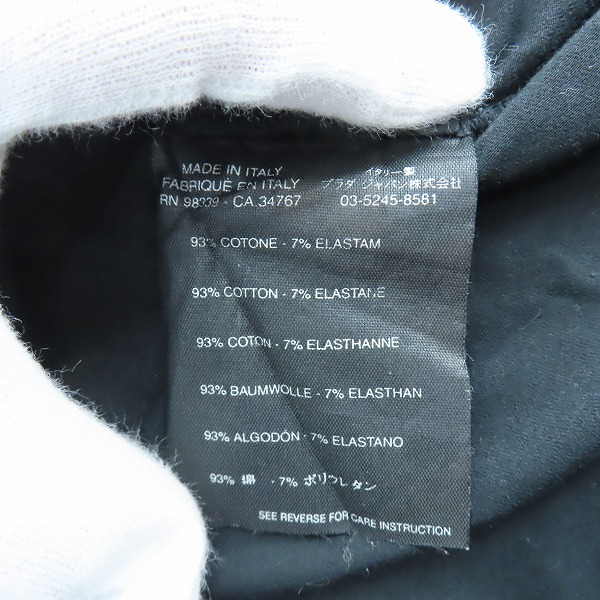 MADE IN ITALY
FABRIQUÈ EN ITALY
RN 98339 - CA.34767
イタリー製
プラダ ジャパン株式会社
03-5245-8581
93% COTONE - 7% ELASTAM
93% COTTON - 7% ELASTANE
93% COTON - 7% ELASTHANNE
93% BAUMWOLLE - 7% ELASTHAN
93% ALGODÓN - 7% ELASTANO
93% 綿 - 7% ポリウレタン
SEE REVERSE FOR CARE INSTRUCTION